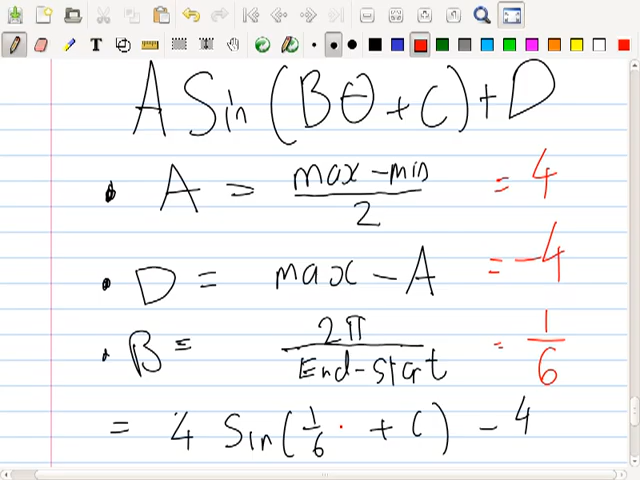 A Sin(Bθ + C) + D
• A = max - min / 2 = 4
• D = max - A = -4
• B = 2π / End - start = 1/6
= 4 Sin(1/6 · + C) - 4